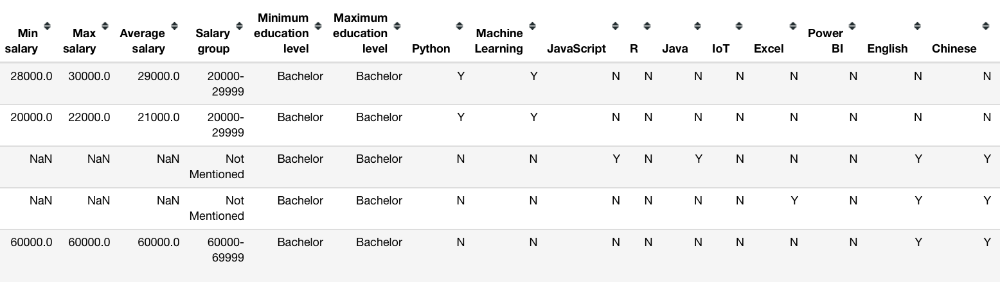 Min salary Max salary Average salary Salary group Minimum education level Maximum education level Python Machine Learning JavaScript R Java IoT Excel Power BI English Chinese
28000.0 30000.0 29000.0 20000-29999 Bachelor Bachelor Y Y N N N N N N N N
20000.0 22000.0 21000.0 20000-29999 Bachelor Bachelor Y Y N N N N N N N N
NaN NaN NaN Not Mentioned Bachelor Bachelor N N Y N Y N N N Y Y
NaN NaN NaN Not Mentioned Bachelor Bachelor N N N N N N Y N Y Y
60000.0 60000.0 60000.0 60000-69999 Bachelor Bachelor N N N N N N N N Y Y